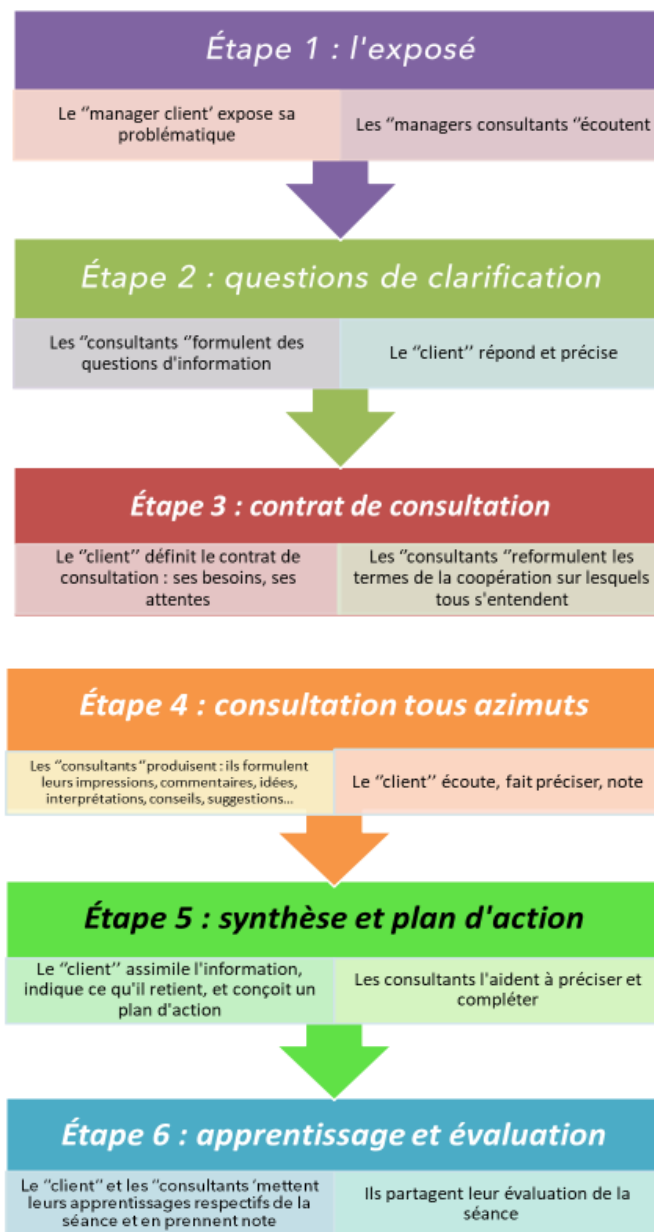 Étape 1 : l'exposé
Le “manager client’ expose sa
problématique
Les “managers consultants “écoutent
Étape 2 : questions de clarification
Les “consultants “formulent des
questions d'information
Le “client” répond et précise
Étape 3 : contrat de consultation
Le “client” définit le contrat de
consultation : ses besoins, ses
attentes
Les “consultants “reformulent les
termes de la coopération sur lesquels
tous s'entendent
Étape 4 : consultation tous azimuts
Les “consultants “produisent : ils formulent
leurs impressions, commentaires, idées,
interprétations, conseils, suggestions...
Le “client” écoute, fait préciser, note
Étape 5 : synthèse et plan d'action
Le “client” assimile l'information,
indique ce qu'il retient, et conçoit un
plan d'action
Les consultants l'aident à préciser et
compléter
Étape 6 : apprentissage et évaluation
Le “client” et les “consultants ‘mettent
leurs apprentissages respectifs de la
séance et en prennent note
Ils partagent leur évaluation de la
séance